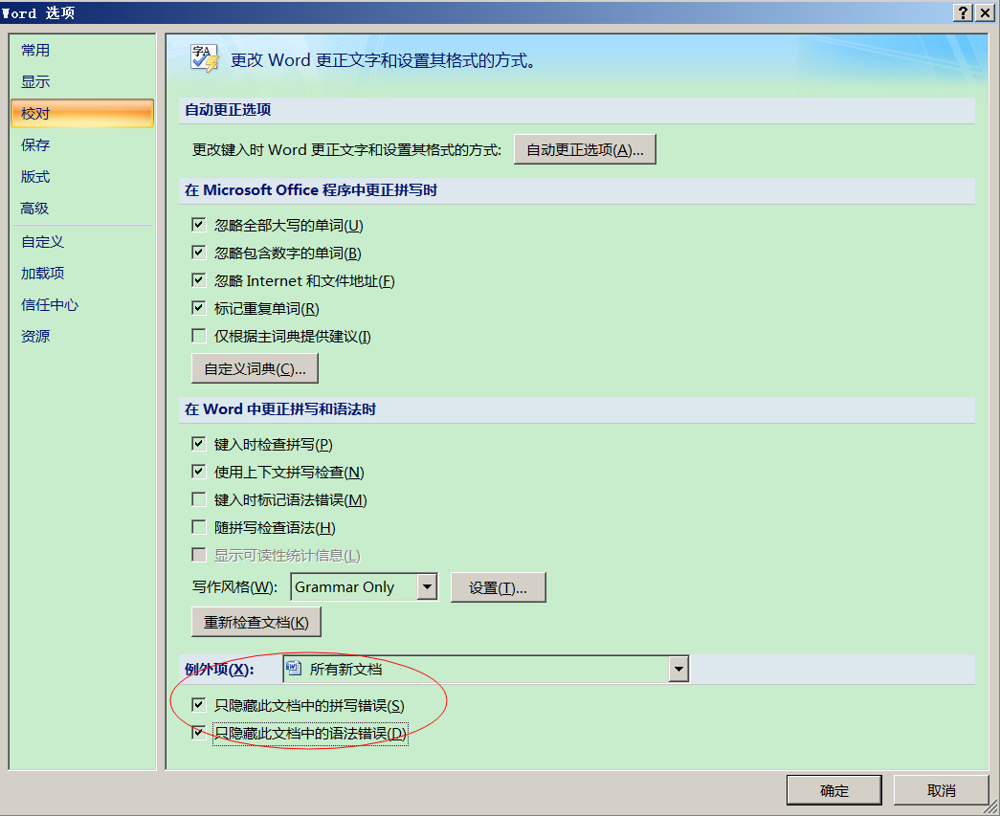 Word 选项
常用
显示
校对
保存
版式
高级
自定义
加载项
信任中心
资源
更改 Word 更正文字和设置其格式的方式。
自动更正选项
更改键入时 Word 更正文字和设置其格式的方式: 自动更正选项(A)...
在 Microsoft Office 程序中更正拼写时
忽略全部大写的单词(U)
忽略包含数字的单词(B)
忽略 Internet 和文件地址(F)
标记重复单词(R)
仅根据主词典提供建议(I)
自定义词典(C)...
在 Word 中更正拼写和语法时
键入时检查拼写(P)
使用上下文拼写检查(N)
键入时标记语法错误(M)
随拼写检查语法(H)
显示可读性统计信息(L)
写作风格(W): Grammar Only 设置(T)...
重新检查文档(K)
例外项(X): 所有新文档
只隐藏此文档中的拼写错误(S)
只隐藏此文档中的语法错误(D)
确定 取消